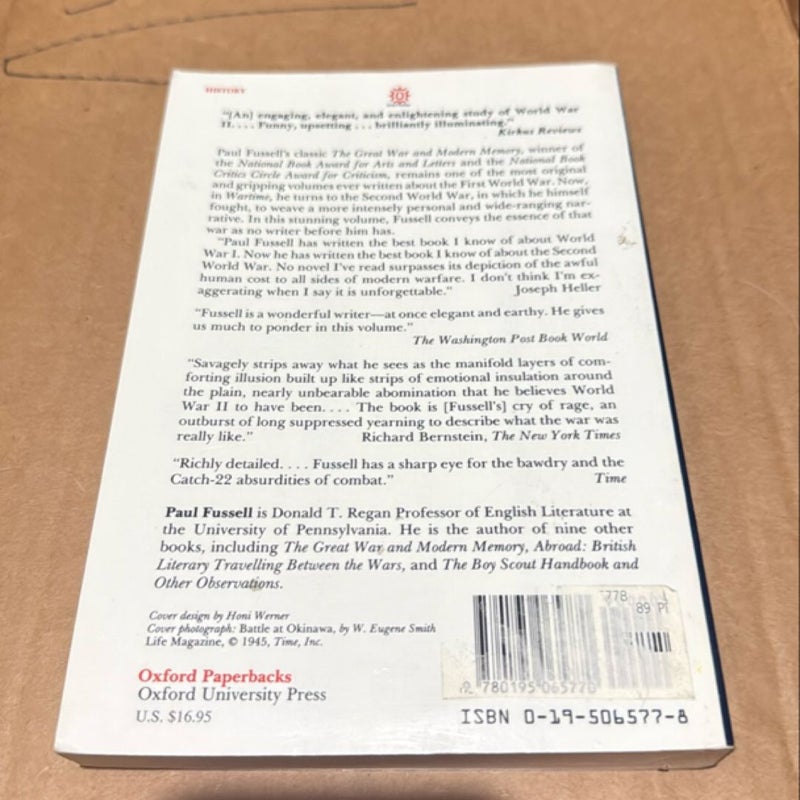 HISTORY
"[An] engaging, elegant, and enlightening study of World War
II.... Funny, upsetting ... brilliantly illuminating."
Kirkus Reviews
Paul Fussell's classic The Great War and Modern Memory, winner of
the National Book Award for Arts and Letters and the National Book
Critics Circle Award for Criticism, remains one of the most original
and gripping volumes ever written about the First World War. Now,
in Wartime, he turns to the Second World War, in which he himself
fought, to weave a more intensely personal and wide-ranging nar-
rative. In this stunning volume, Fussell conveys the essence of that
war as no writer before him has.
"Paul Fussell has written the best book I know of about World
War I. Now he has written the best book I know of about the Second
World War. No novel I've read surpasses its depiction of the awful
human cost to all sides of modern warfare. I don't think I'm ex-
aggerating when I say it is unforgettable." Joseph Heller
"Fussell is a wonderful writer—at once elegant and earthy. He gives
us much to ponder in this volume."
The Washington Post Book World
"Savagely strips away what he sees as the manifold layers of com-
forting illusion built up like strips of emotional insulation around
the plain, nearly unbearable abomination that he believes World
War II to have been.... The book is [Fussell's] cry of rage, an
outburst of long suppressed yearning to describe what the war was
really like." Richard Bernstein, The New York Times
"Richly detailed.... Fussell has a sharp eye for the bawdry and the
Catch-22 absurdities of combat." Time
Paul Fussell is Donald T. Regan Professor of English Literature at
the University of Pennsylvania. He is the author of nine other
books, including The Great War and Modern Memory, Abroad: British
Literary Travelling Between the Wars, and The Boy Scout Handbook and
Other Observations.
Cover design by Honi Werner
Cover photograph: Battle at Okinawa, by W. Eugene Smith
Life Magazine, © 1945, Time, Inc.
Oxford Paperbacks
Oxford University Press
U.S. $16.95
778
89
9 780195 065770
ISBN 0-19-506577-8